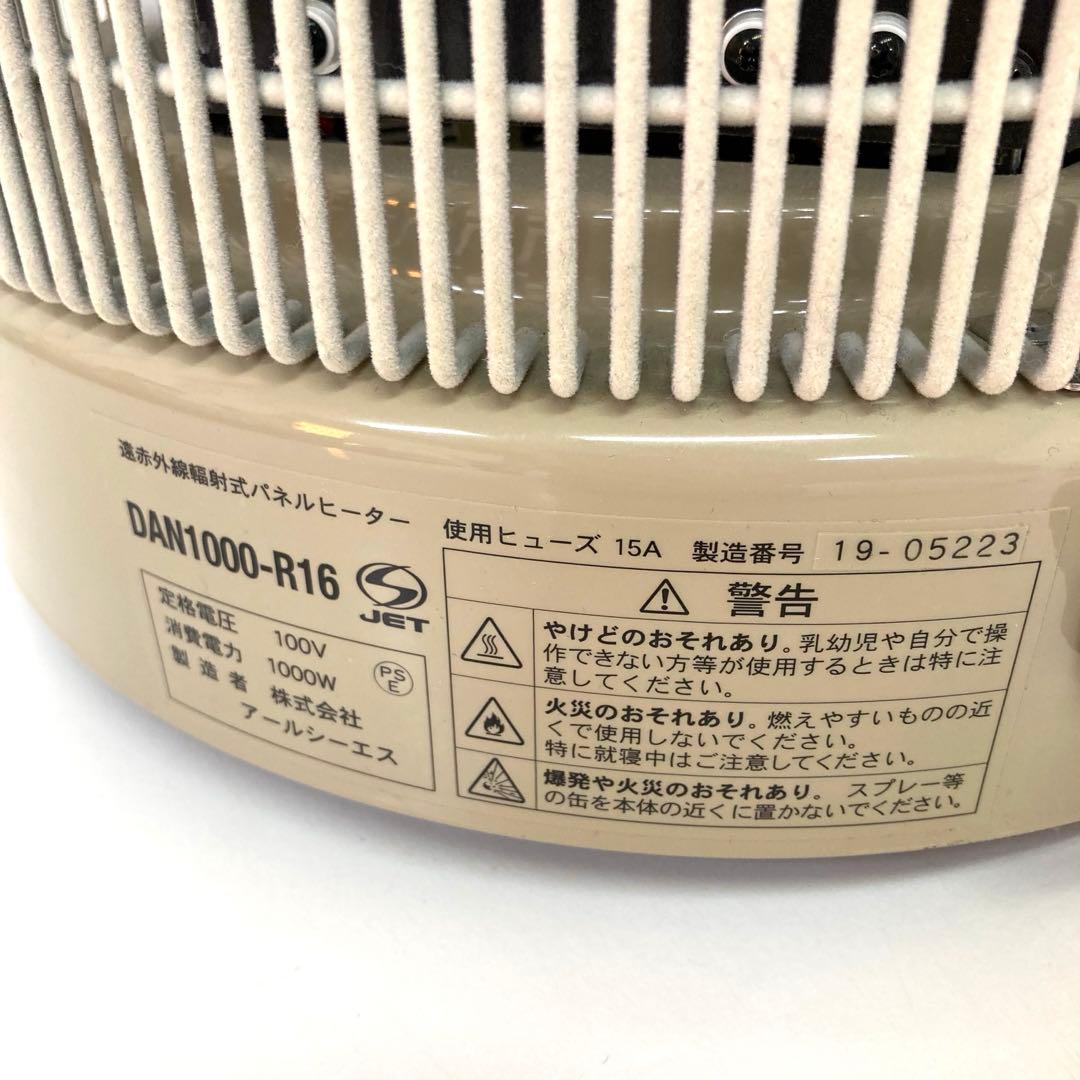 遠赤外線輻射式パネルヒーター
DAN1000-R16
JET
定格電圧 100V
消費電力 1000W
製造者 株式会社
アールシーエス
PS
E
使用ヒューズ 15A 製造番号 19-05223
警告
やけどのおそれあり。乳幼児や自分で操
作できない方等が使用するときは特に注
意してください。
火災のおそれあり。燃えやすいものの近
くで使用しないでください。
特に就寝中はご注意してください。
爆発や火災のおそれあり。 スプレー等
の缶を本体の近くに置かないでください。